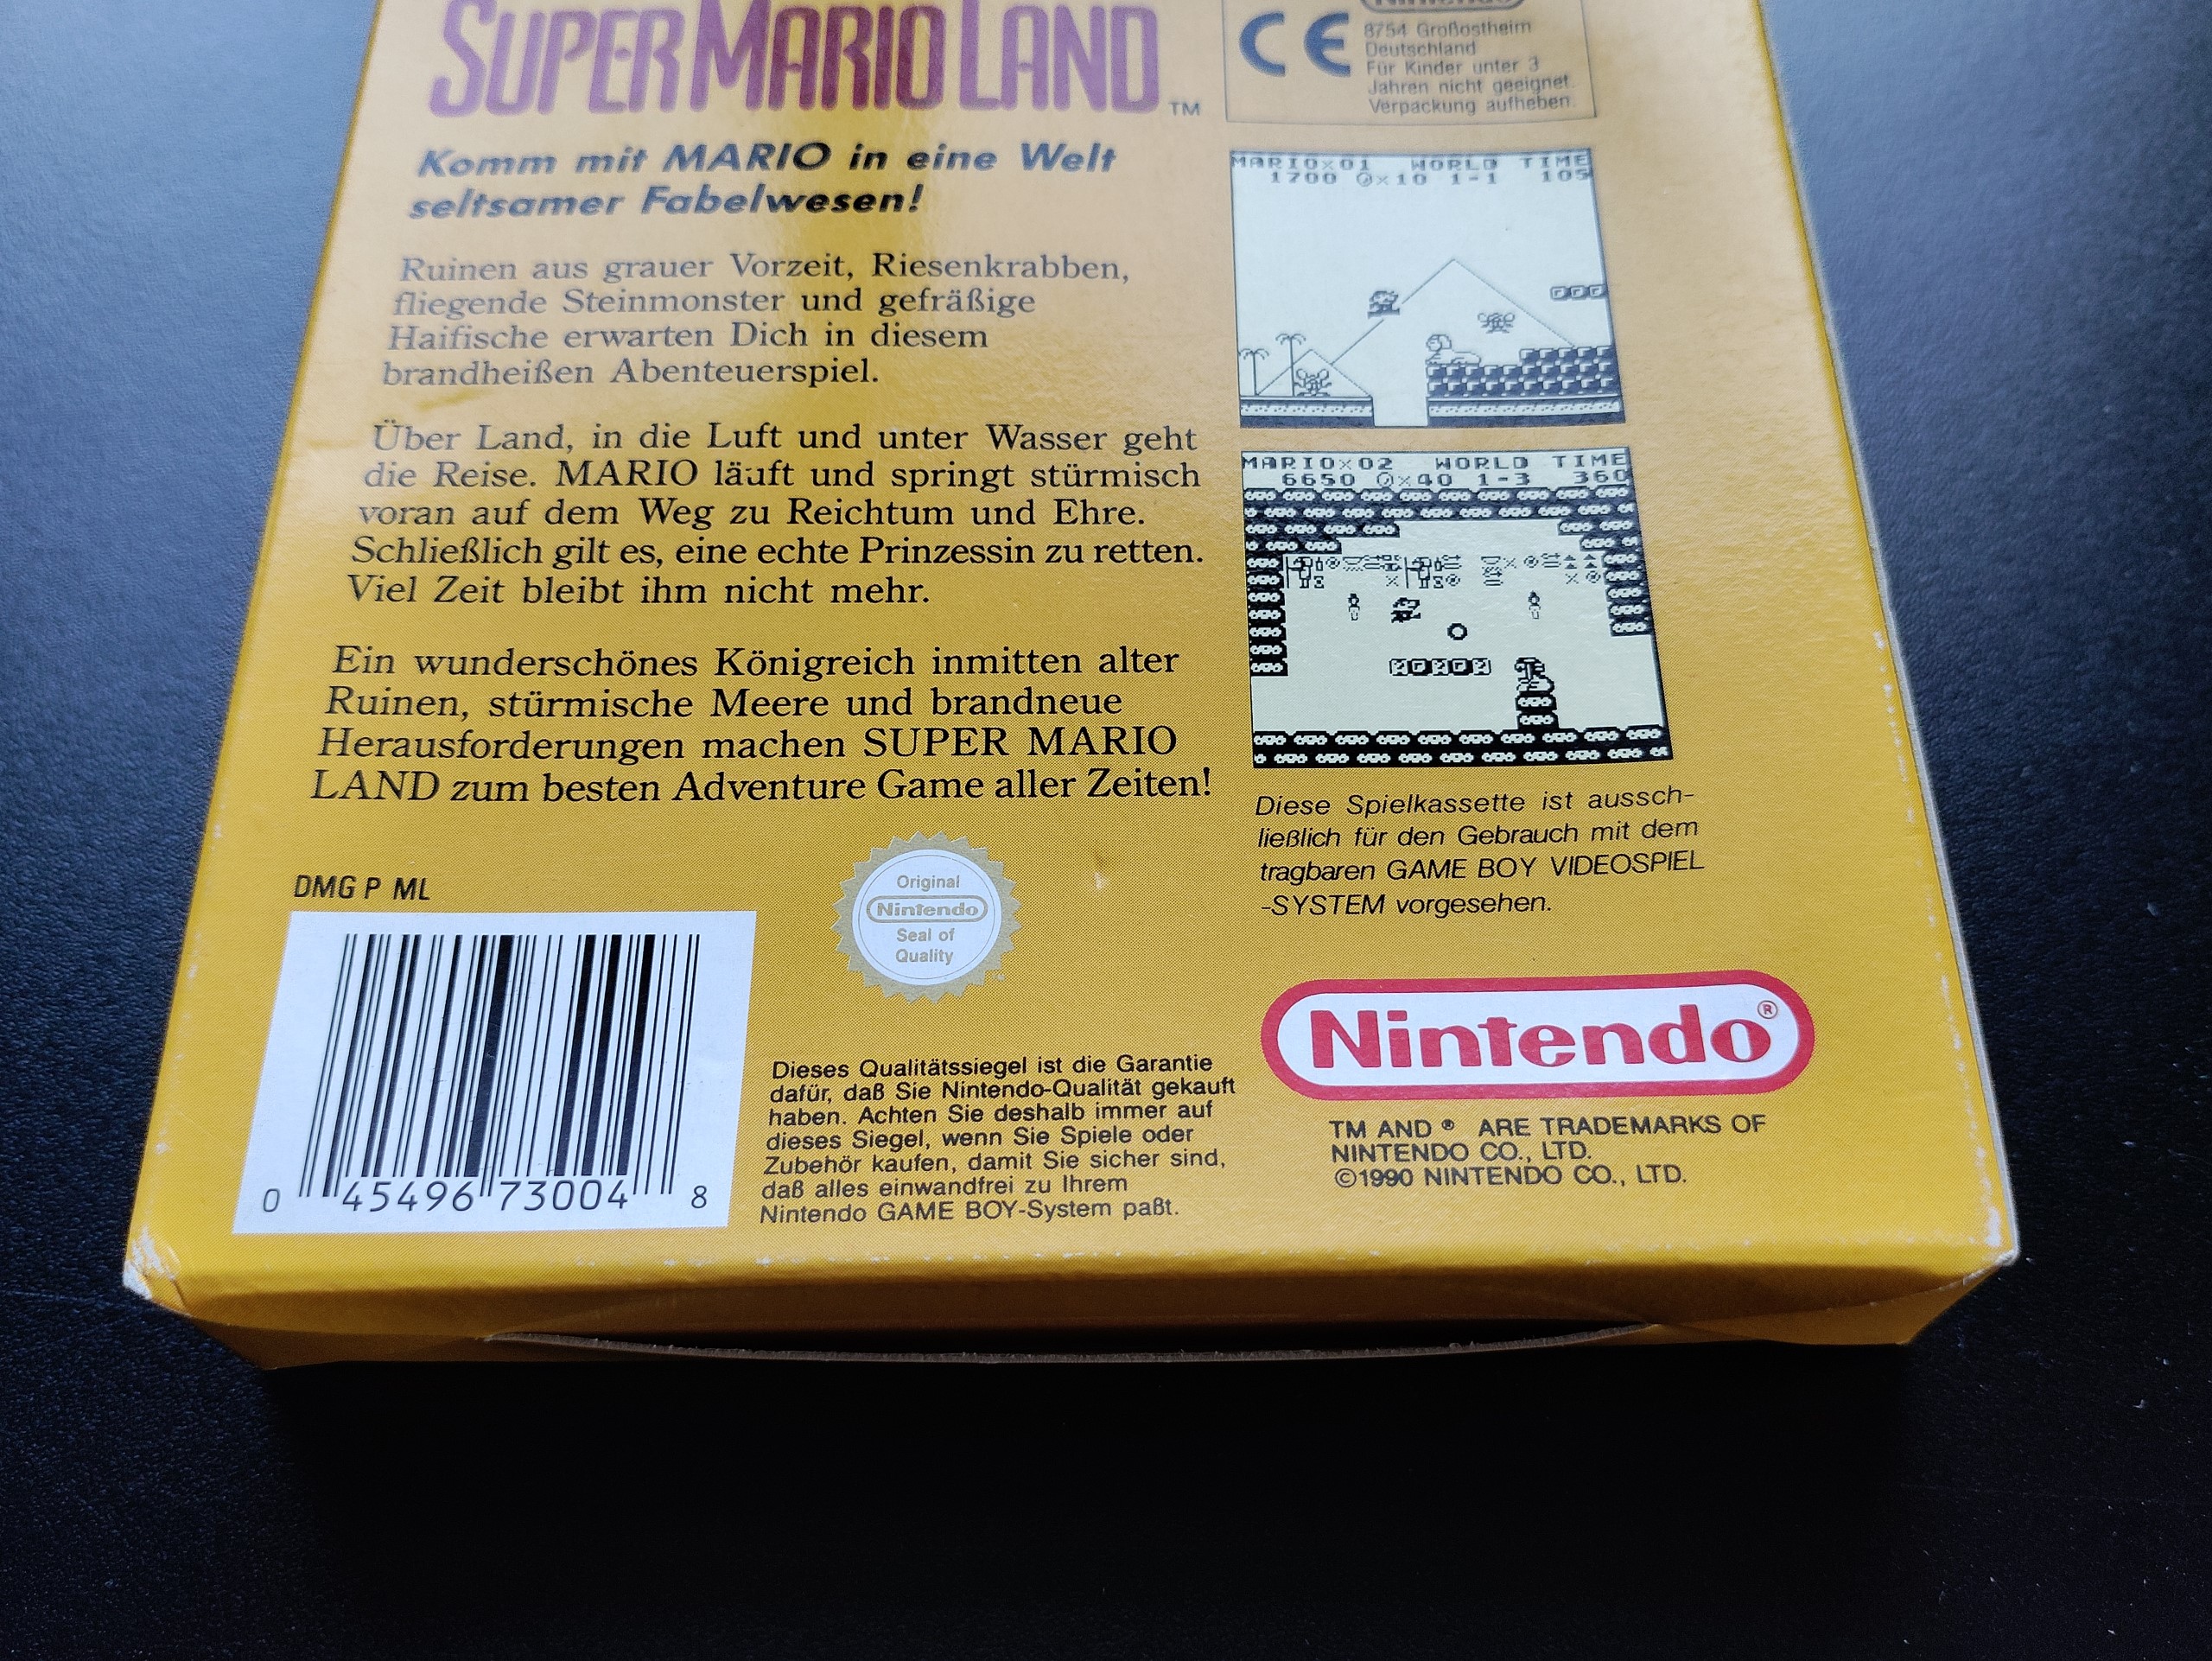 SUPER MARIO LAND™
Komm mit MARIO in eine Welt
seltsamer Fabelwesen!
Ruinen aus grauer Vorzeit, Riesenkrabben,
fliegende Steinmonster und gefräßige
Haifische erwarten Dich in diesem
brandheißen Abenteuerspiel.
Über Land, in die Luft und unter Wasser geht
die Reise. MARIO läuft und springt stürmisch
voran auf dem Weg zu Reichtum und Ehre.
Schließlich gilt es, eine echte Prinzessin zu retten.
Viel Zeit bleibt ihm nicht mehr.
Ein wunderschönes Königreich inmitten alter
Ruinen, stürmische Meere und brandneue
Herausforderungen machen SUPER MARIO
LAND zum besten Adventure Game aller Zeiten!
DMG P ML
0 45496 73004 8
Original
Nintendo
Seal of
Quality
Dieses Qualitätssiegel ist die Garantie
dafür, daß Sie Nintendo-Qualität gekauft
haben. Achten Sie deshalb immer auf
dieses Siegel, wenn Sie Spiele oder
Zubehör kaufen, damit Sie sicher sind,
daß alles einwandfrei zu Ihrem
Nintendo GAME BOY-System paßt.
CE
Nintendo
8754 Großostheim
Deutschland
Für Kinder unter 3
Jahren nicht geeignet.
Verpackung aufheben.
MARIO×01 WORLD TIME
1700 ×10 1-1 105
MARIO×02 WORLD TIME
6650 ×40 1-3 360
Diese Spielkassette ist aussch-
ließlich für den Gebrauch mit dem
tragbaren GAME BOY VIDEOSPIEL
-SYSTEM vorgesehen.
Nintendo®
TM AND ® ARE TRADEMARKS OF
NINTENDO CO., LTD.
©1990 NINTENDO CO., LTD.